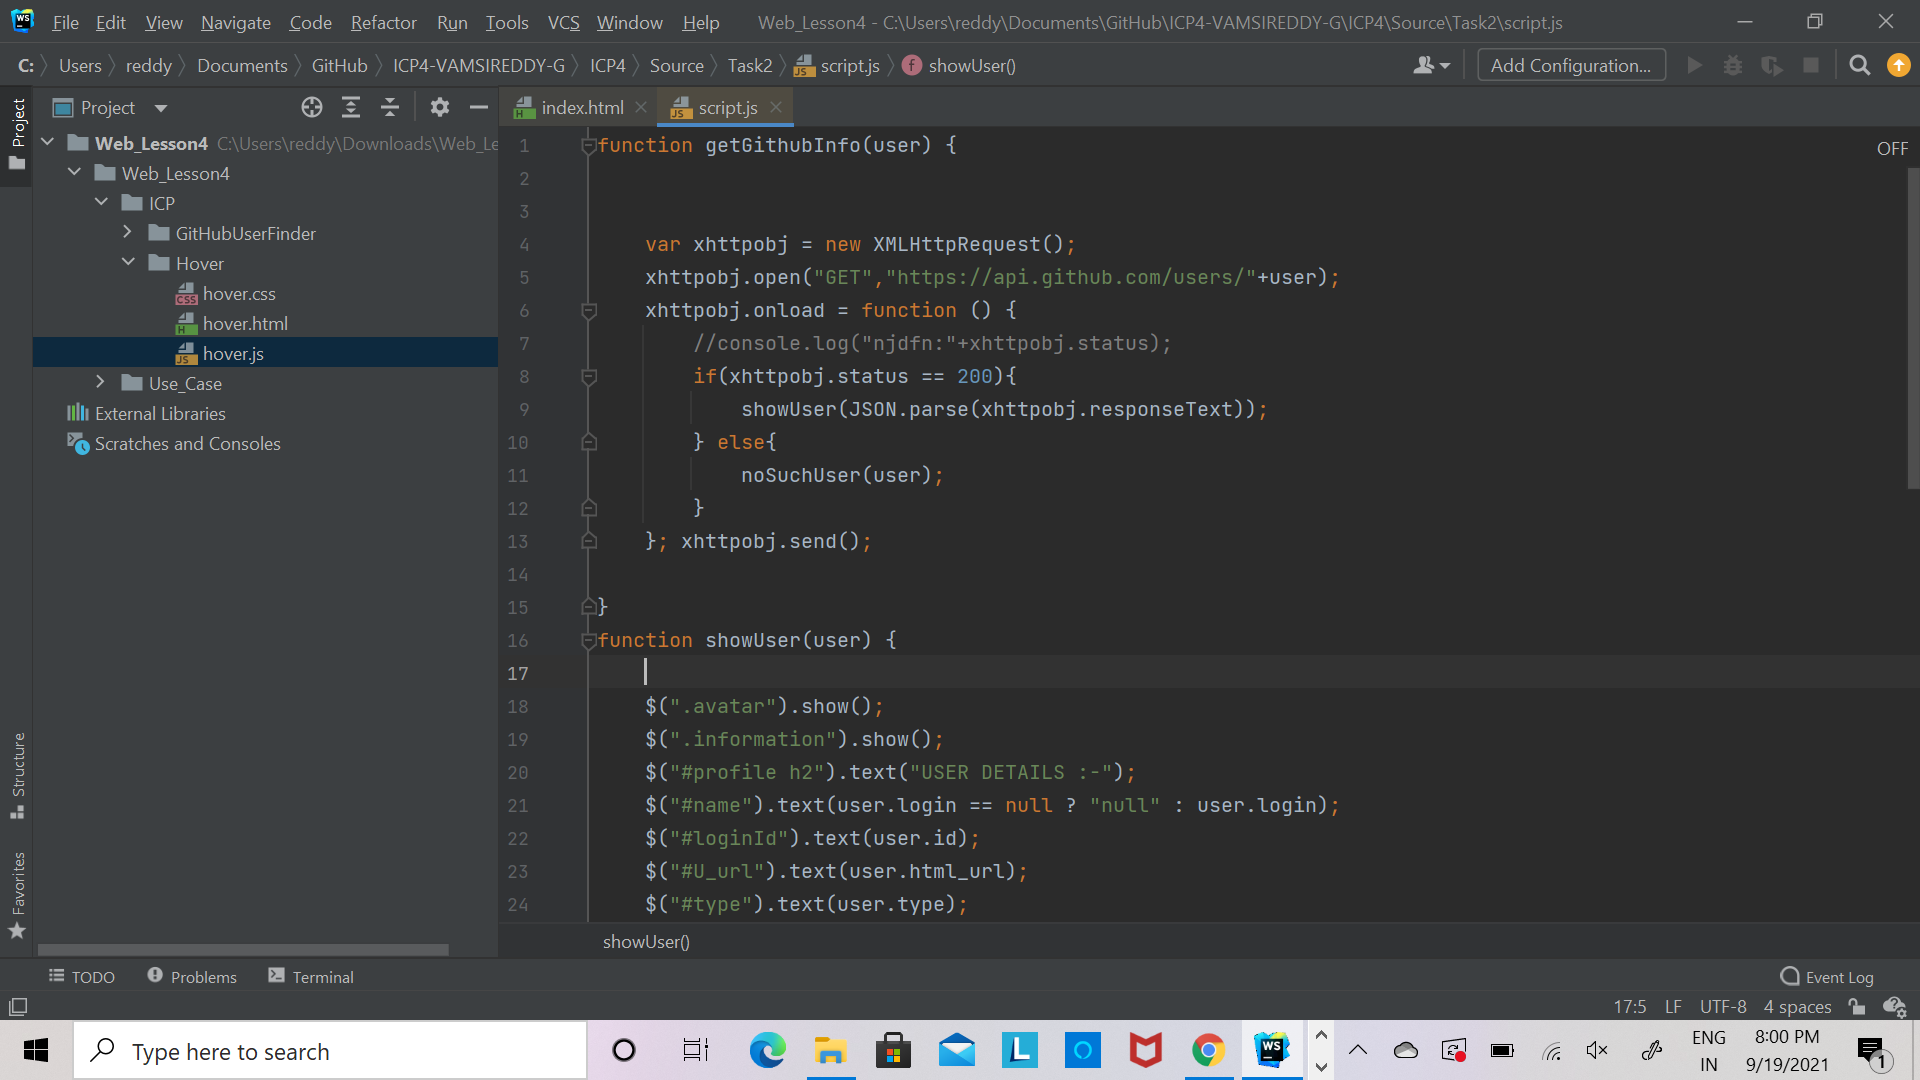 WS File Edit View Navigate Code Refactor Run Tools VCS Window Help Web_Lesson4 - C:\Users\reddy\Documents\GitHub\ICP4-VAMSIREDDY-G\ICP4\Source\Task2\script.js
C: Users reddy Documents GitHub ICP4-VAMSIREDDY-G ICP4 Source Task2 script.js f showUser() Add Configuration...
Project
Project
Web_Lesson4 C:\Users\reddy\Downloads\Web_Le
Web_Lesson4
ICP
GitHubUserFinder
Hover
hover.css
hover.html
hover.js
Use_Case
External Libraries
Scratches and Consoles
Structure
Favorites
index.html script.js
OFF
1 function getGithubInfo(user) {
2
3
4 var xhttpobj = new XMLHttpRequest();
5 xhttpobj.open("GET","https://api.github.com/users/"+user);
6 xhttpobj.onload = function () {
7 //console.log("njdfn:"+xhttpobj.status);
8 if(xhttpobj.status == 200){
9 showUser(JSON.parse(xhttpobj.responseText));
10 } else{
11 noSuchUser(user);
12 }
13 }; xhttpobj.send();
14
15 }
16 function showUser(user) {
17
18 $(".avatar").show();
19 $(".information").show();
20 $("#profile h2").text("USER DETAILS :-");
21 $("#name").text(user.login == null ? "null" : user.login);
22 $("#loginId").text(user.id);
23 $("#U_url").text(user.html_url);
24 $("#type").text(user.type);
showUser()
TODO Problems Terminal Event Log
17:5 LF UTF-8 4 spaces
Type here to search
L
WS
ENG
IN
8:00 PM
9/19/2021
1